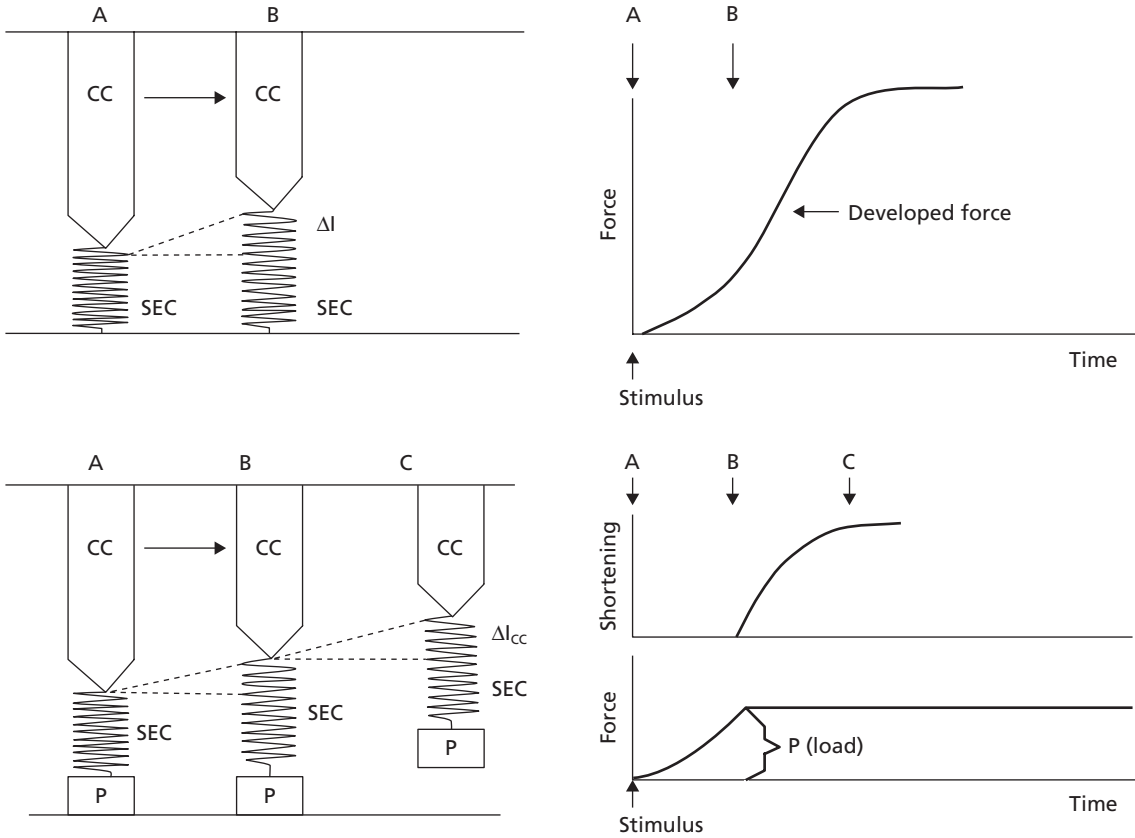 A B
CC CC
Δl
SEC SEC
A B
Force
Developed force
Time
Stimulus
A B C
CC CC CC
Δl_CC
SEC SEC SEC
P P P
A B C
Shortening
Force
P (load)
Time
Stimulus